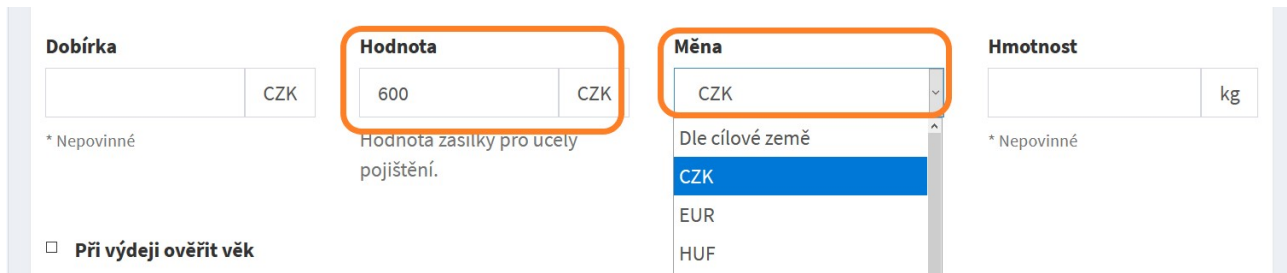 Dobírka
Hodnota
Měna
Hmotnost
CZK
600 CZK
CZK
kg
* Nepovinné
Hodnota zásilky pro účely
pojištění.
Dle cílové země
CZK
EUR
HUF
* Nepovinné
Při výdeji ověřit věk